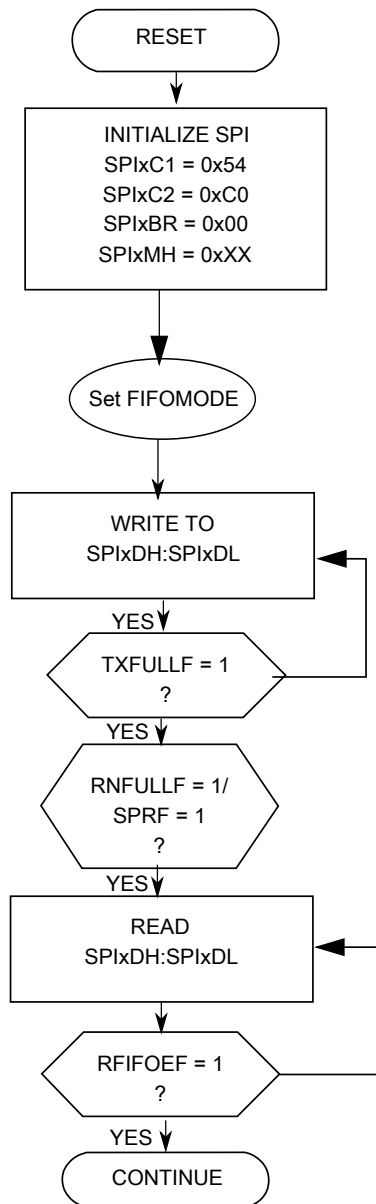 RESET
INITIALIZE SPI
SPIxC1 = 0x54
SPIxC2 = 0xC0
SPIxBR = 0x00
SPIxMH = 0xXX
Set FIFOMODE
WRITE TO
SPIxDH:SPIxDL
YES
TXFULLF = 1
?
YES
RNFULLF = 1/
SPRF = 1
?
YES
READ
SPIxDH:SPIxDL
RFIFOEF = 1
?
YES
CONTINUE